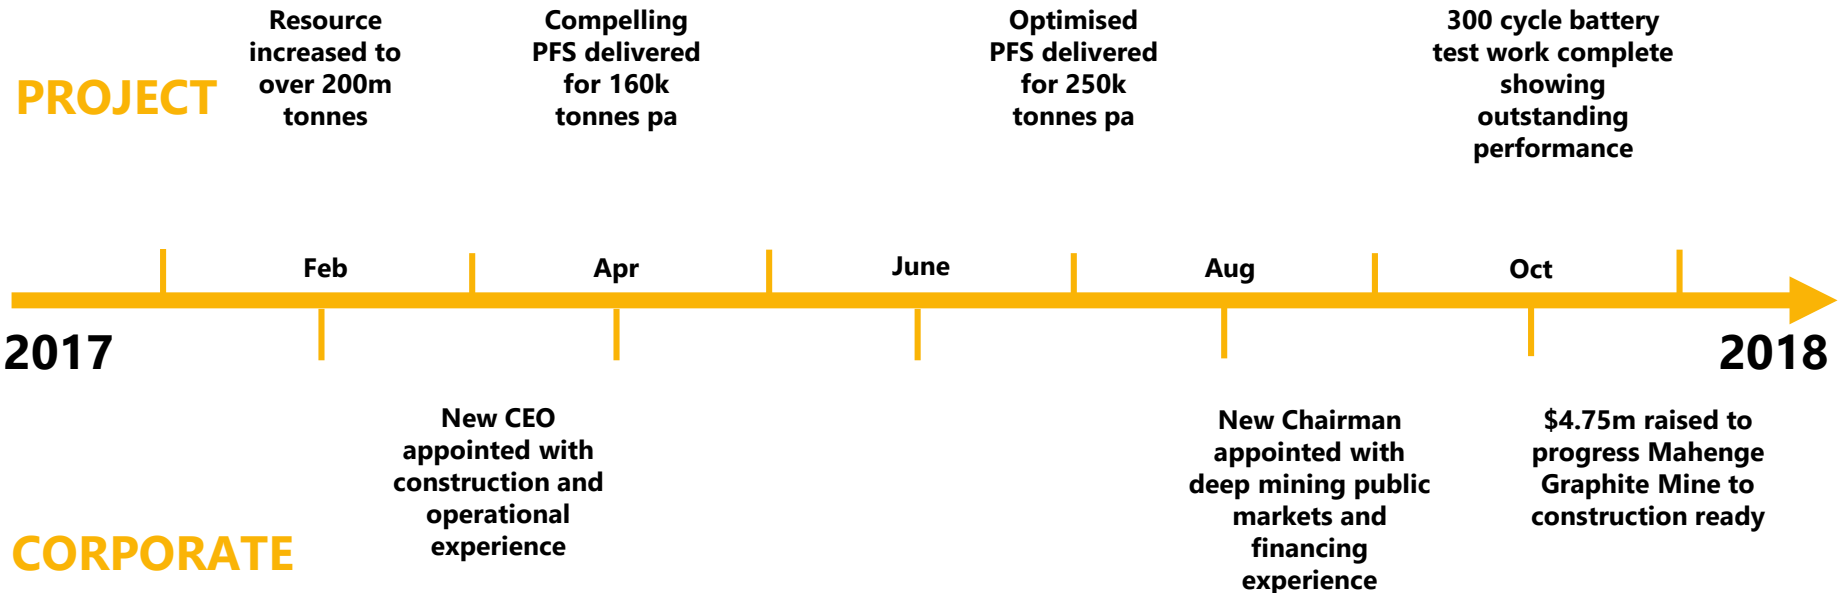 PROJECT
Resource
increased to
over 200m
tonnes
Compelling
PFS delivered
for 160k
tonnes pa
Optimised
PFS delivered
for 250k
tonnes pa
300 cycle battery
test work complete
showing
outstanding
performance
Feb
Apr
June
Aug
Oct
2017
2018
CORPORATE
New CEO
appointed with
construction and
operational
experience
New Chairman
appointed with
deep mining public
markets and
financing
experience
$4.75m raised to
progress Mahenge
Graphite Mine to
construction ready